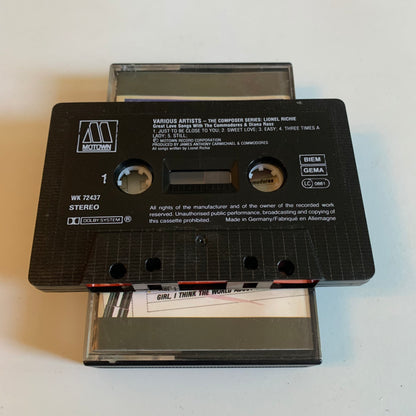 VARIOUS ARTISTS – THE COMPOSER SERIES: LIONEL RICHIE
Great Love Songs With The Commodores & Diana Ross
1. JUST TO BE CLOSE TO YOU; 2. SWEET LOVE; 3. EASY; 4. THREE TIMES A
LADY; 5. STILL;
MOTOWN RECORD CORPORATION
PRODUCED BY JAMES ANTHONY CARMICHAEL & COMMODORES
All songs written by Lionel Richie
M
MOTOWN
1
BIEM
GEMA
LC 0881
WK 72437
STEREO
DOLBY SYSTEM ®
All rights of the manufacturer and of the owner of the recorded work
reserved. Unauthorised public performance, broadcasting and copying of
this cassette prohibited
Made in Germany/Fabriqué en Allemagne
GIRL, I THINK THE WORLD